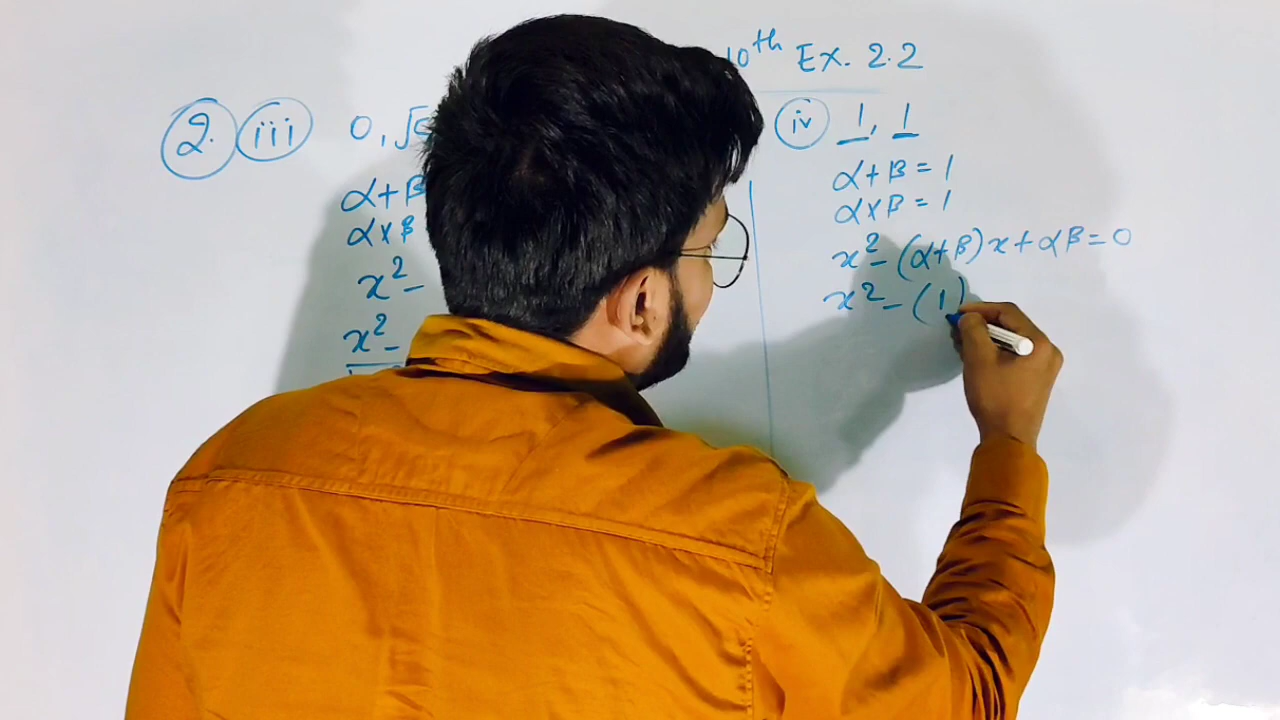 10th Ex. 2.2
2. iii 0, √
α+β
α×β
x² -
x² -
iv 1, 1
α+β = 1
α×β = 1
x² - (α+β)x + αβ = 0
x² - (1)